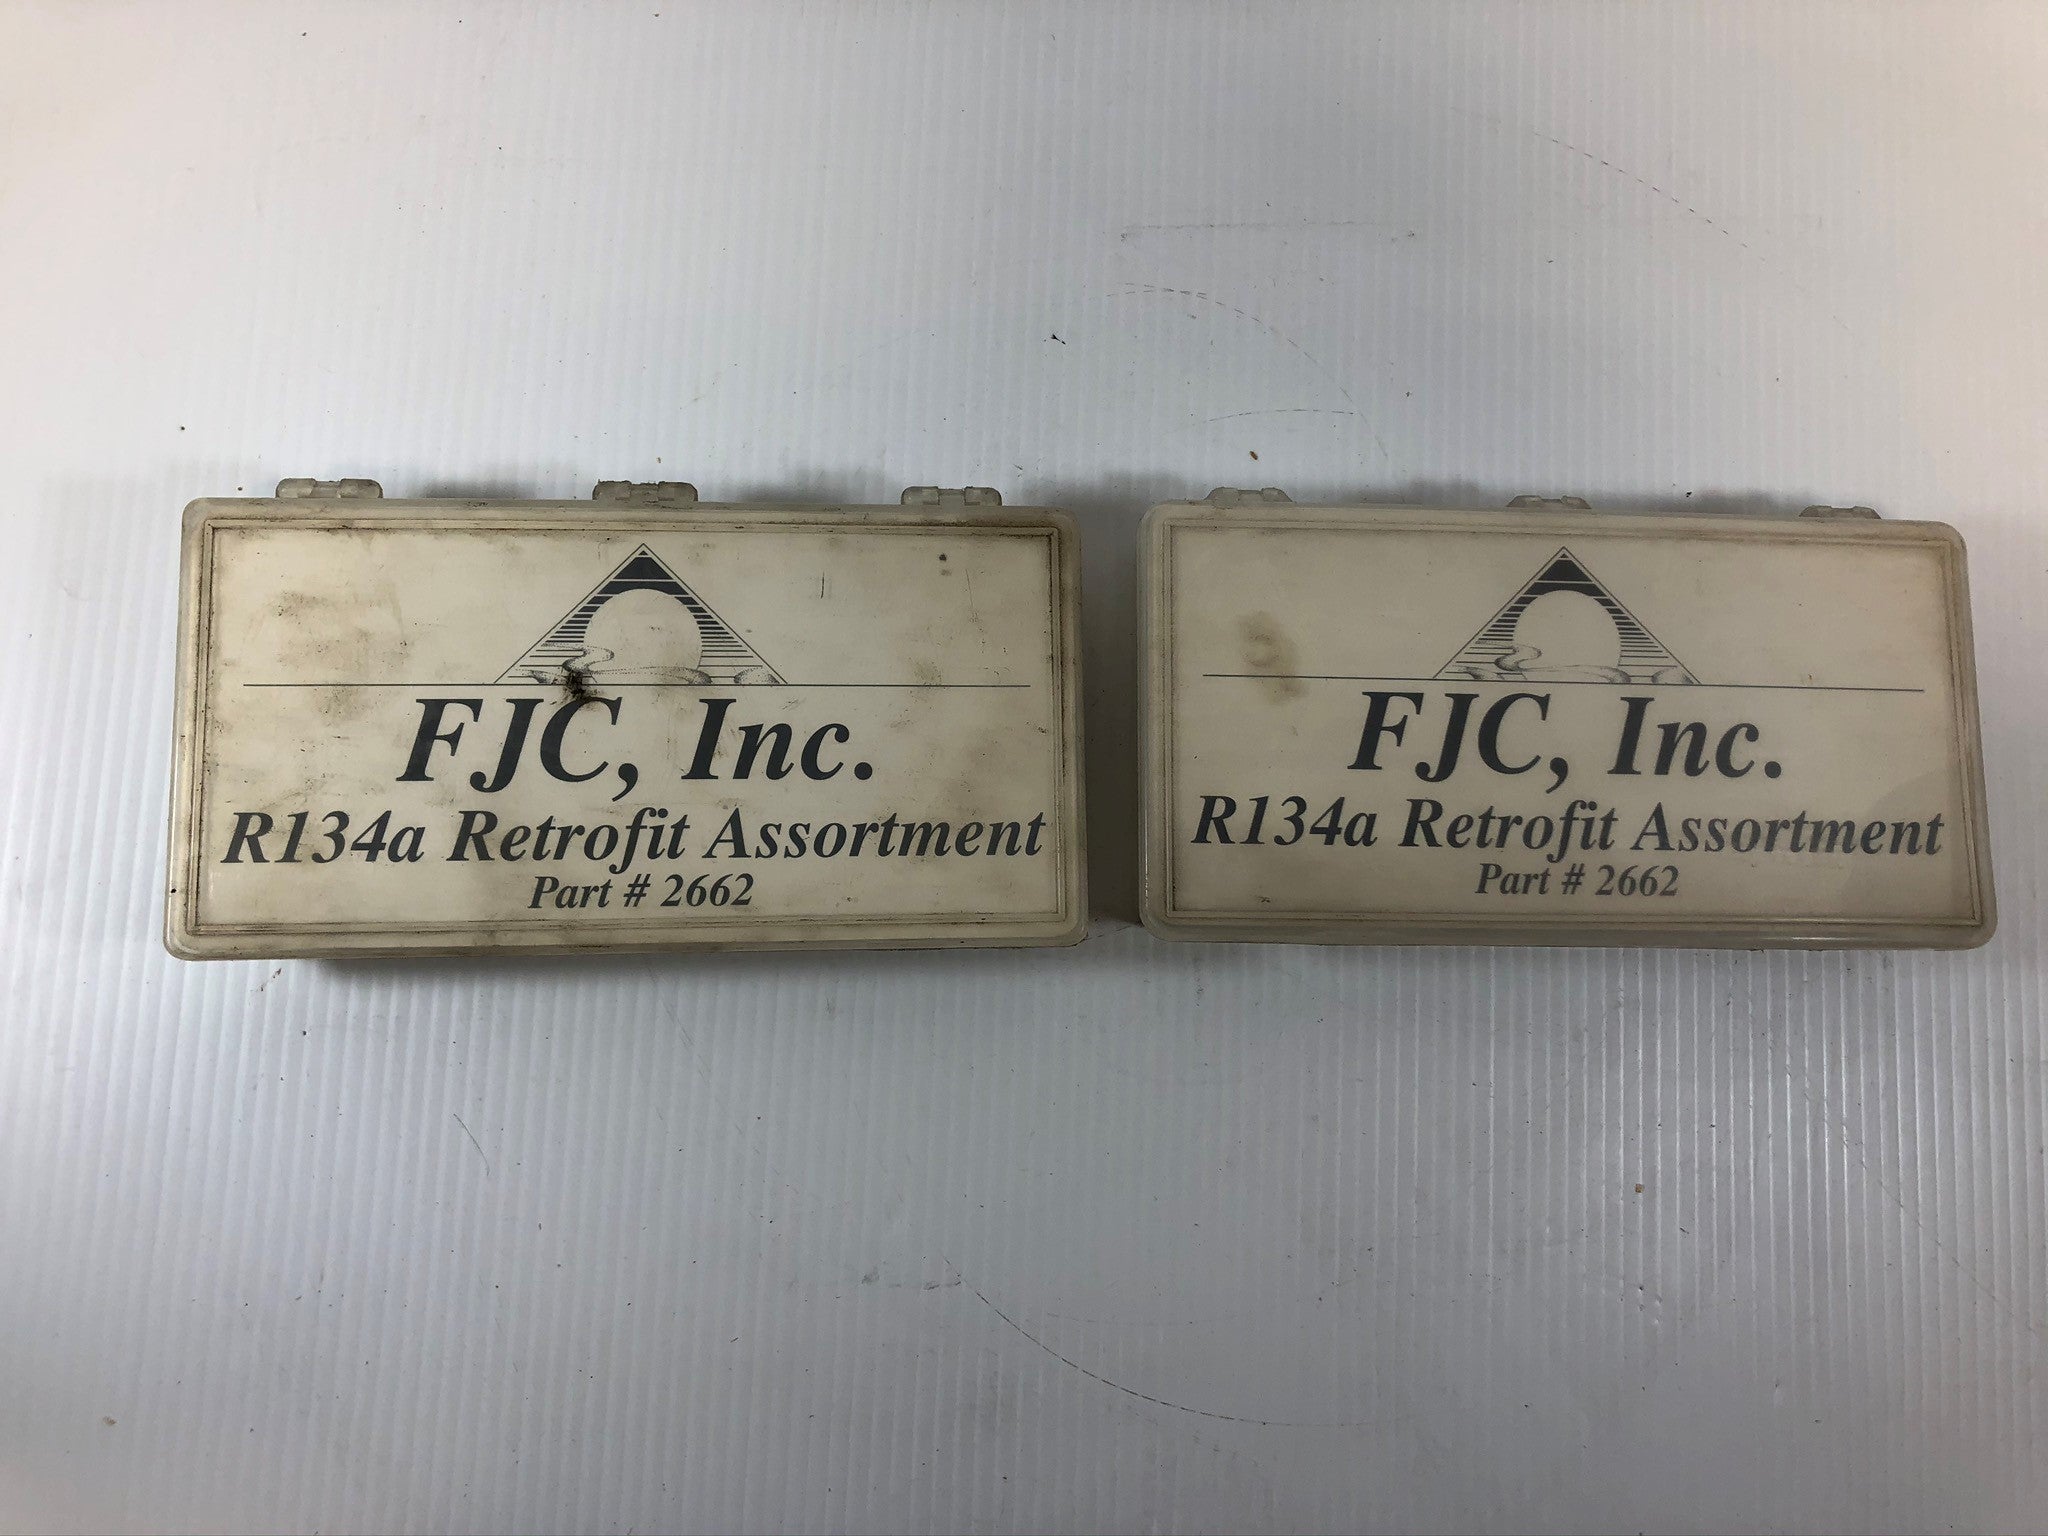 FJC, Inc.
R134a Retrofit Assortment
Part # 2662
FJC, Inc.
R134a Retrofit Assortment
Part # 2662